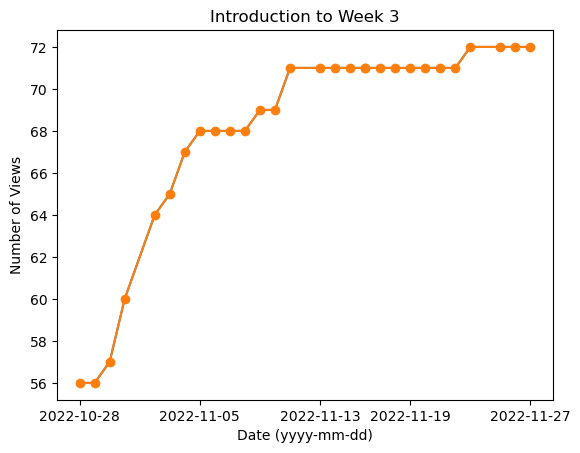 Introduction to Week 3
72
70
68
66
64
62
60
58
56
Number of Views
2022-10-28 2022-11-05 2022-11-13 2022-11-19 2022-11-27
Date (yyyy-mm-dd)